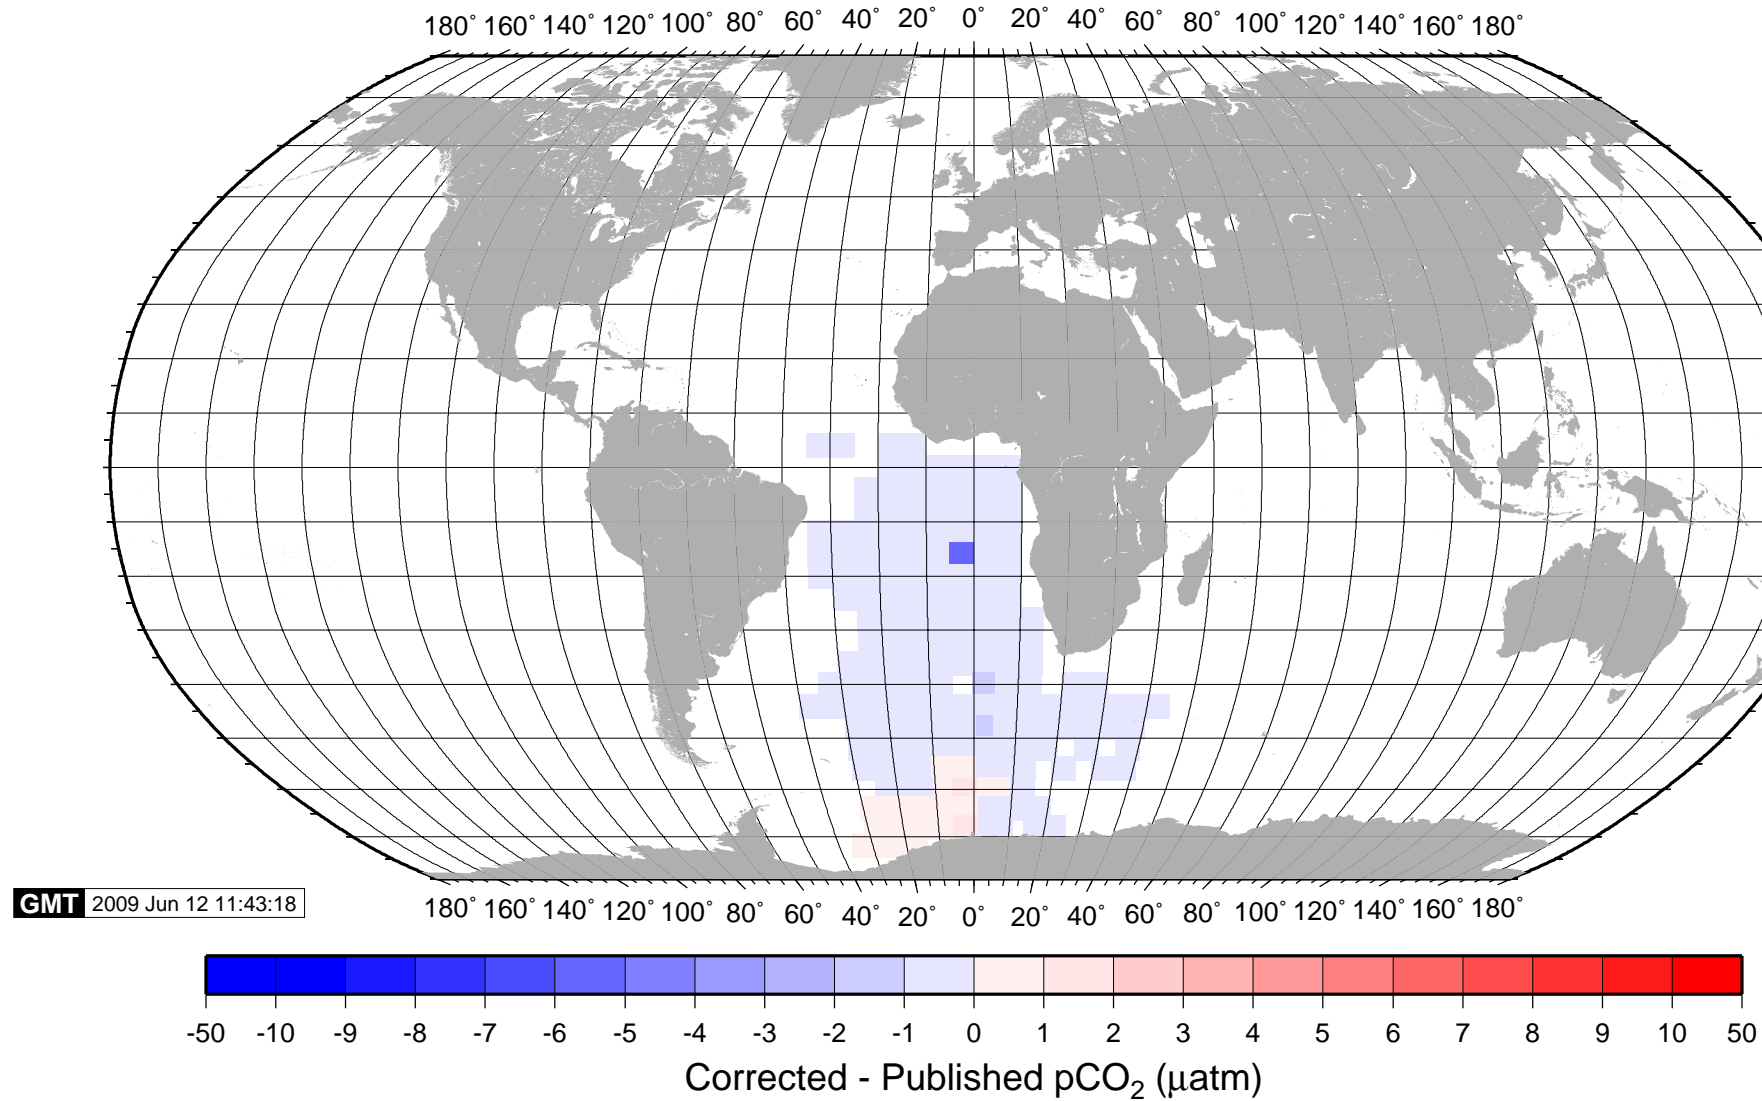 180° 160° 140° 120° 100° 80° 60° 40° 20° 0° 20° 40° 60° 80° 100° 120° 140° 160° 180°
180° 160° 140° 120° 100° 80° 60° 40° 20° 0° 20° 40° 60° 80° 100° 120° 140° 160° 180°
GMT 2009 Jun 12 11:43:18
-50 -10 -9 -8 -7 -6 -5 -4 -3 -2 -1 0 1 2 3 4 5 6 7 8 9 10 50
Corrected - Published pCO₂ (μatm)